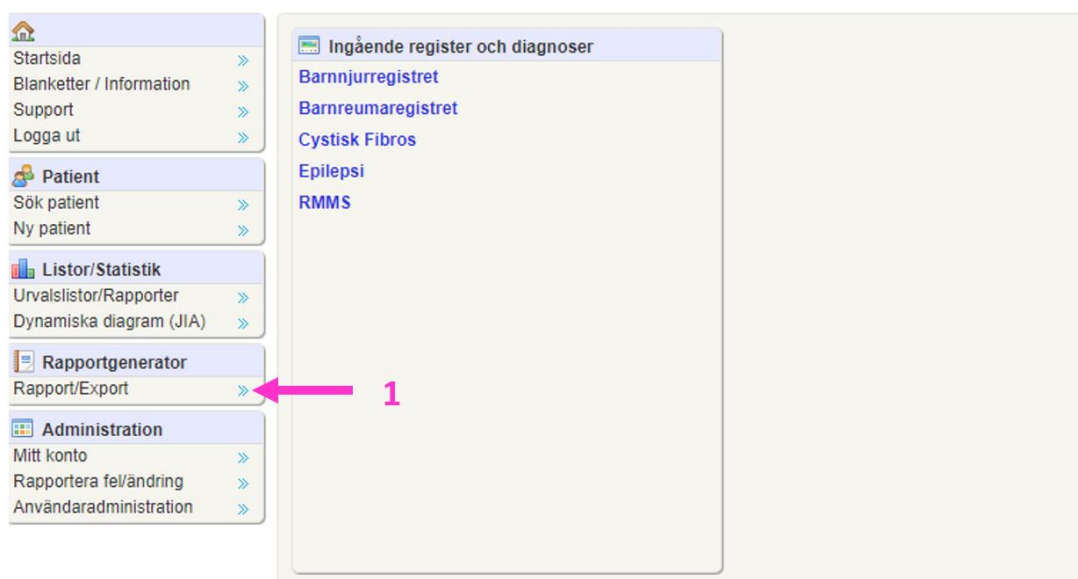 Startsida
Blanketter / Information
Support
Logga ut
Patient
Sök patient
Ny patient
Listor/Statistik
Urvalslistor/Rapporter
Dynamiska diagram (JIA)
Rapportgenerator
Rapport/Export
1
Administration
Mitt konto
Rapportera fel/ändring
Användaradministration
Ingående register och diagnoser
Barnnjurregistret
Barnreumaregistret
Cystisk Fibros
Epilepsi
RMMS